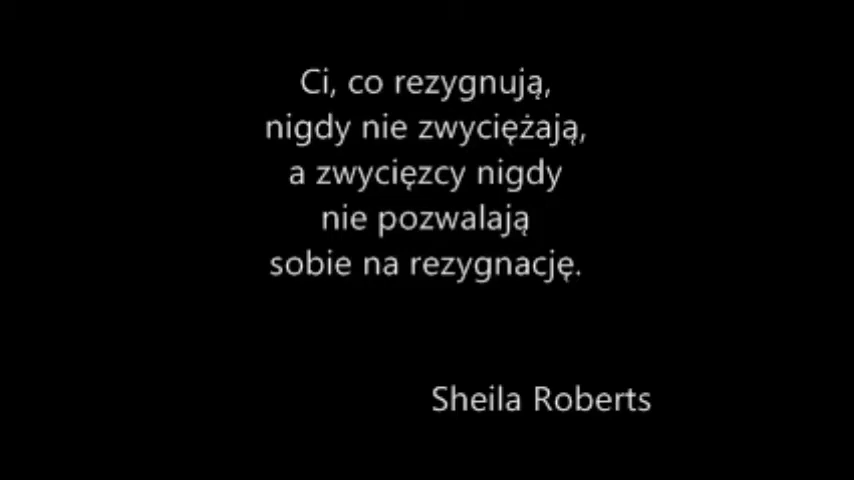 Ci, co rezygnują,
nigdy nie zwyciężają,
a zwycięzcy nigdy
nie pozwalają
sobie na rezygnację.
Sheila Roberts